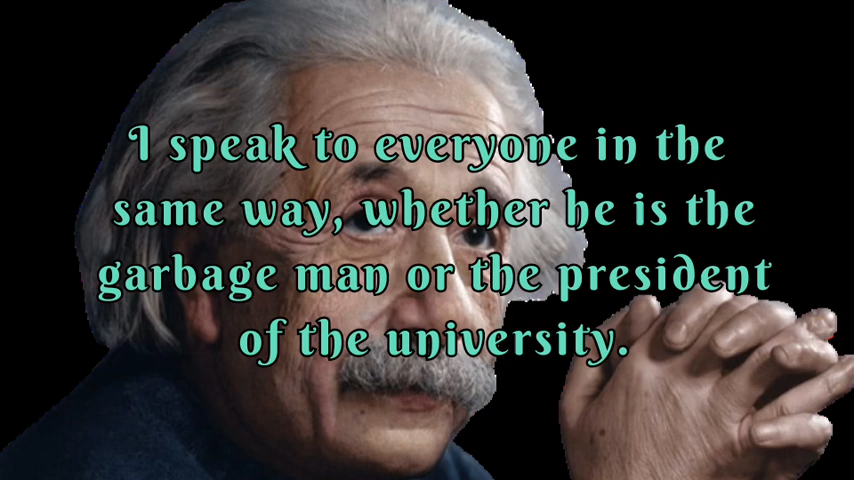 I speak to everyone in the
same way, whether he is the
garbage man or the president
of the university.